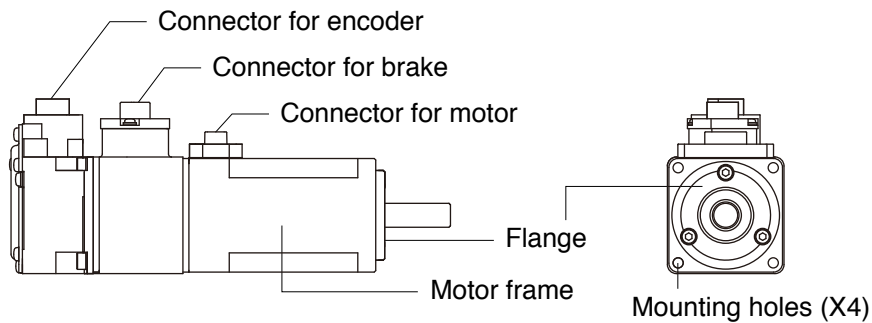 Connector for encoder
Connector for brake
Connector for motor
Flange
Motor frame
Mounting holes (X4)